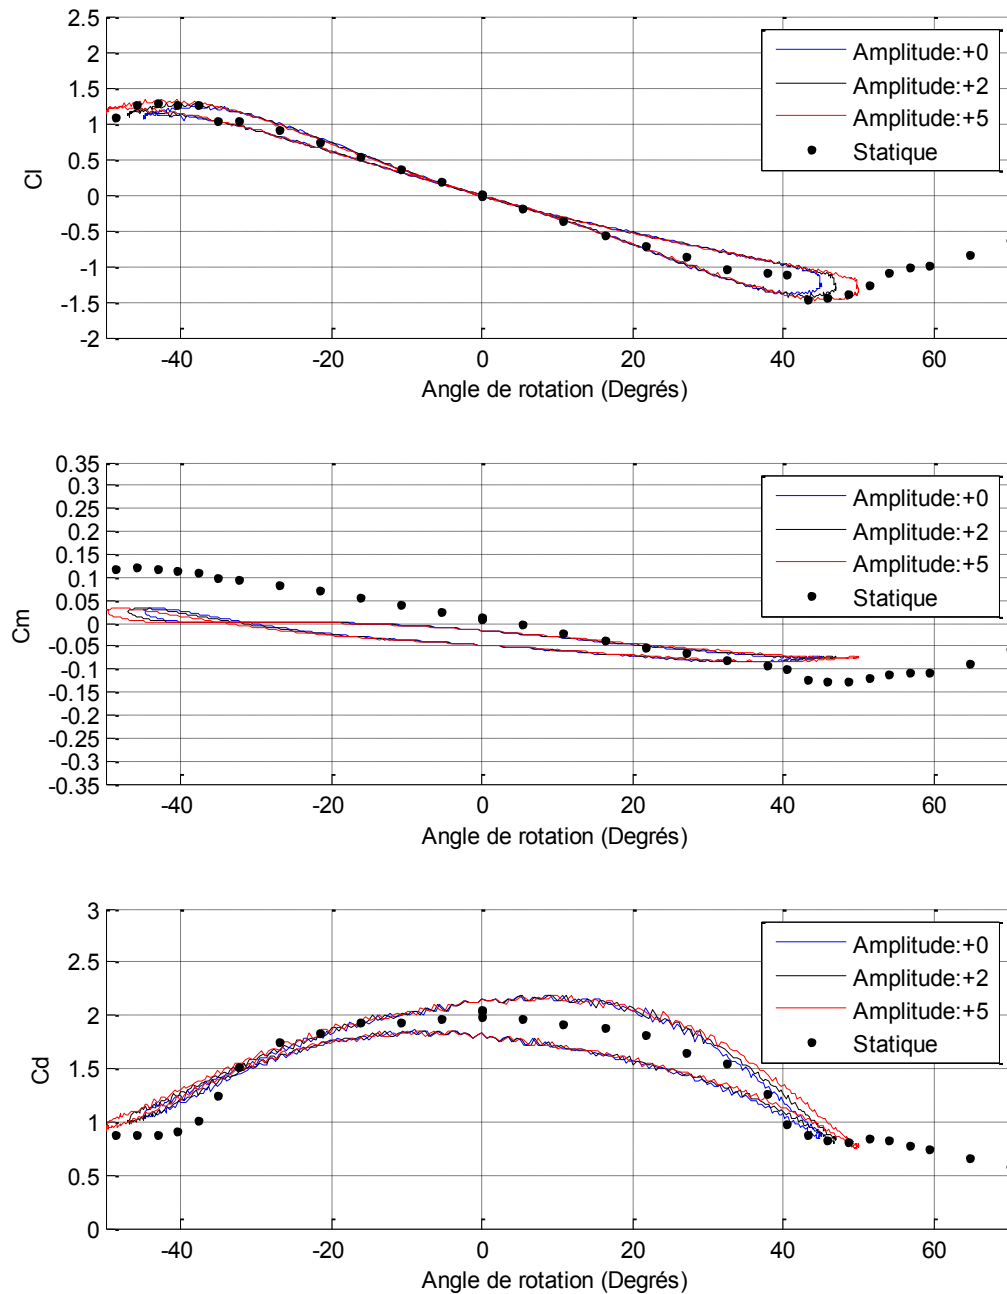 2.5
2
1.5
1
0.5
0
-0.5
-1
-1.5
-2
Cl
-40
-20
0
20
40
60
Angle de rotation (Degrés)
Amplitude:+0
Amplitude:+2
Amplitude:+5
Statique
0.35
0.3
0.25
0.2
0.15
0.1
0.05
0
-0.05
-0.1
-0.15
-0.2
-0.25
-0.3
-0.35
Cm
-40
-20
0
20
40
60
Angle de rotation (Degrés)
Amplitude:+0
Amplitude:+2
Amplitude:+5
Statique
3
2.5
2
1.5
1
0.5
0
Cd
-40
-20
0
20
40
60
Angle de rotation (Degrés)
Amplitude:+0
Amplitude:+2
Amplitude:+5
Statique